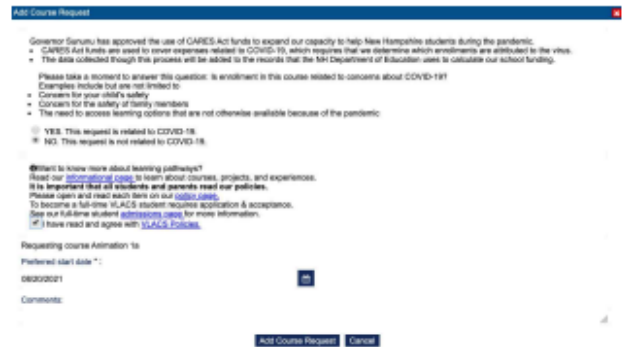 Add Course Request
Governor Sununu has approved the use of CARES Act funds to expand our capacity to help New Hampshire students during the pandemic.
• CARES Act funds are used to cover expenses related to COVID-19, which requires that we determine which enrollments are attributed to the virus.
• The data collected though this process will be added to the records that the NH Department of Education uses to calculate our school funding.
Please take a moment to answer this question: Is enrollment in this course related to concerns about COVID-19?
Examples include but are not limited to
• Concern for your child's safety
• Concern for the safety of family members
• The need to access learning options that are not otherwise available because of the pandemic
YES. This request is related to COVID-19.
NO. This request is not related to COVID-19.
Want to know more about learning pathways?
Read our informational page to learn about courses, projects, and experiences.
It is important that all students and parents read our policies.
Please open and read each item on our policy page.
To become a full-time VLACS student requires application & acceptance.
See our full-time student admissions page for more information.
I have read and agree with VLACS Policies.
Requesting course Animation 1a
Preferred start date *:
08/20/2021
Comments:
Add Course Request Cancel